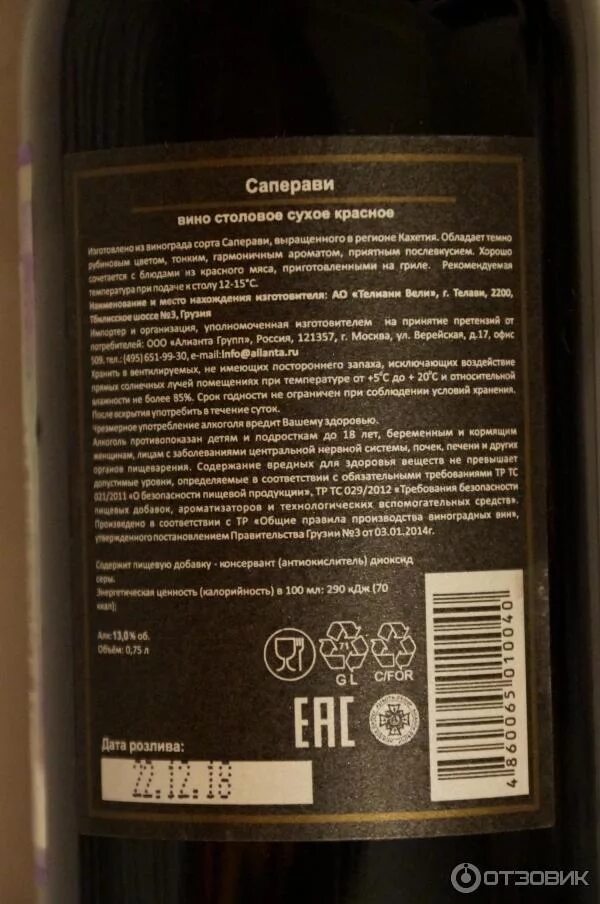 Саперави
вино столовое сухое красное
Изготовлено из винограда сорта Саперави, выращенного в регионе Кахетия. Обладает темно
рубиновым цветом, тонким, гармоничным ароматом, приятным послевкусием. Хорошо
сочетается с блюдами из красного мяса, приготовленными на гриле. Рекомендуемая
температура при подаче к столу 12-15°С.
Наименование и место нахождения изготовителя: АО «Телиани Вели», г. Телави, 2200,
Тбилисское шоссе №3, Грузия
Импортер и организация, уполномоченная изготовителем на принятие претензий от
потребителей: ООО «Алианта Групп», Россия, 121357, г. Москва, ул. Верейская, д.17, офис
509, тел.:(495) 651-99-30, e-mail:info@alianta.ru
Хранить в вентилируемых, не имеющих постороннего запаха, исключающих воздействие
прямых солнечных лучей помещениях при температуре от +5°С до + 20°С и относительной
влажности не более 85%. Срок годности не ограничен при соблюдении условий хранения.
После вскрытия употребить в течение суток.
Чрезмерное употребление алкоголя вредит Вашему здоровью.
Алкоголь противопоказан детям и подросткам до 18 лет, беременным и кормящим
женщинам, лицам с заболеваниями центральной нервной системы, почек, печени и других
органов пищеварения. Содержание вредных для здоровья веществ не превышает
допустимые уровни, определяемые в соответствии с обязательными требованиями ТР ТС
021/2011 «О безопасности пищевой продукции», ТР ТС 029/2012 «Требования безопасности
пищевых добавок, ароматизаторов и технологических вспомогательных средств».
Произведено в соответствии с ТР «Общие правила производства виноградных вин»,
утвержденного постановлением Правительства Грузии №3 от 03.01.2014г.
Содержит пищевую добавку - консервант (антиокислитель) диоксид
серы.
Энергетическая ценность (калорийность) в 100 мл: 290 кДж (70
ккал);
Алк: 13,0% об.
Объём: 0,75 л
71
GL C/FOR
EAC
Дата розлива:
22.12.18
4860065010040
ОТЗОВИК